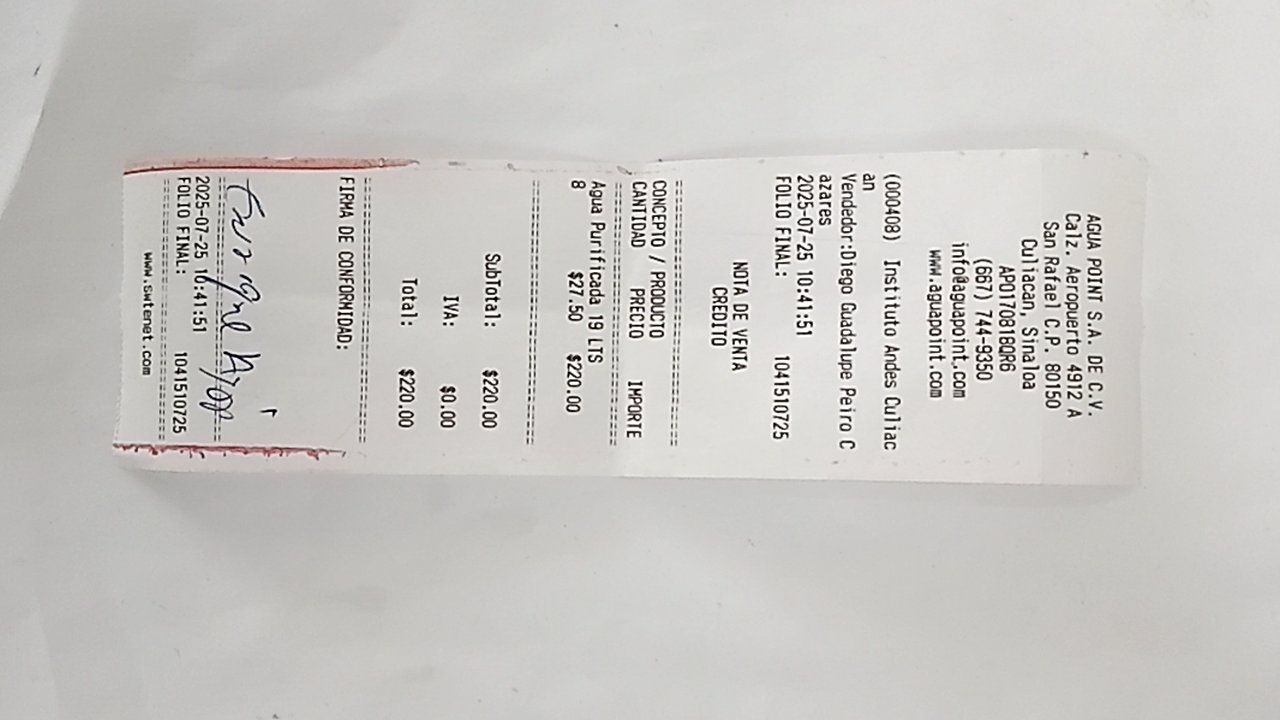 AGUA POINT S.A. DE C.V.
Calz. Aeropuerto 4912 A
San Rafael C.P. 80150
Culiacan, Sinaloa
APO170818QR6
(667) 744-9350
info@aguapoint.com
www.aguapoint.com
(000408) Instituto Andes Culiac
an
Vendedor:Diego Guadalupe Peiro C
azares
2025-07-25 10:41:51
FOLIO FINAL: 1041510725
NOTA DE VENTA
CREDITO
================================
CONCEPTO / PRODUCTO
CANTIDAD PRECIO IMPORTE
================================
Agua Purificada 19 LTS
8 $27.50 $220.00
================================
SubTotal: $220.00
IVA: $0.00
Total: $220.00
================================
FIRMA DE CONFORMIDAD:
Enrique
================================
2025-07-25 10:41:51
FOLIO FINAL: 1041510725
================================
www.swtenet.com